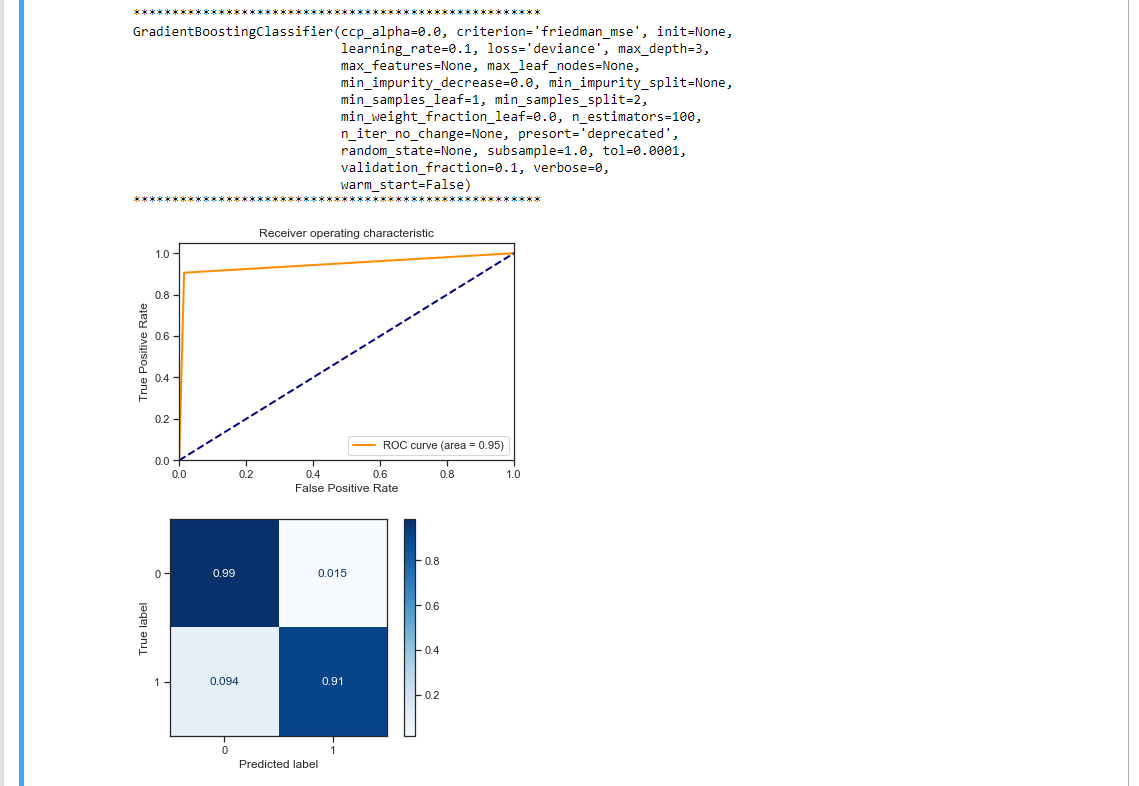 *****************************************************
GradientBoostingClassifier(ccp_alpha=0.0, criterion='friedman_mse', init=None,
learning_rate=0.1, loss='deviance', max_depth=3,
max_features=None, max_leaf_nodes=None,
min_impurity_decrease=0.0, min_impurity_split=None,
min_samples_leaf=1, min_samples_split=2,
min_weight_fraction_leaf=0.0, n_estimators=100,
n_iter_no_change=None, presort='deprecated',
random_state=None, subsample=1.0, tol=0.0001,
validation_fraction=0.1, verbose=0,
warm_start=False)
*****************************************************
Receiver operating characteristic
1.0
0.8
0.6
0.4
0.2
0.0
True Positive Rate
ROC curve (area = 0.95)
0.0 0.2 0.4 0.6 0.8 1.0
False Positive Rate
0 0.99 0.015
1 0.094 0.91
True label
0 1
Predicted label
0.8
0.6
0.4
0.2